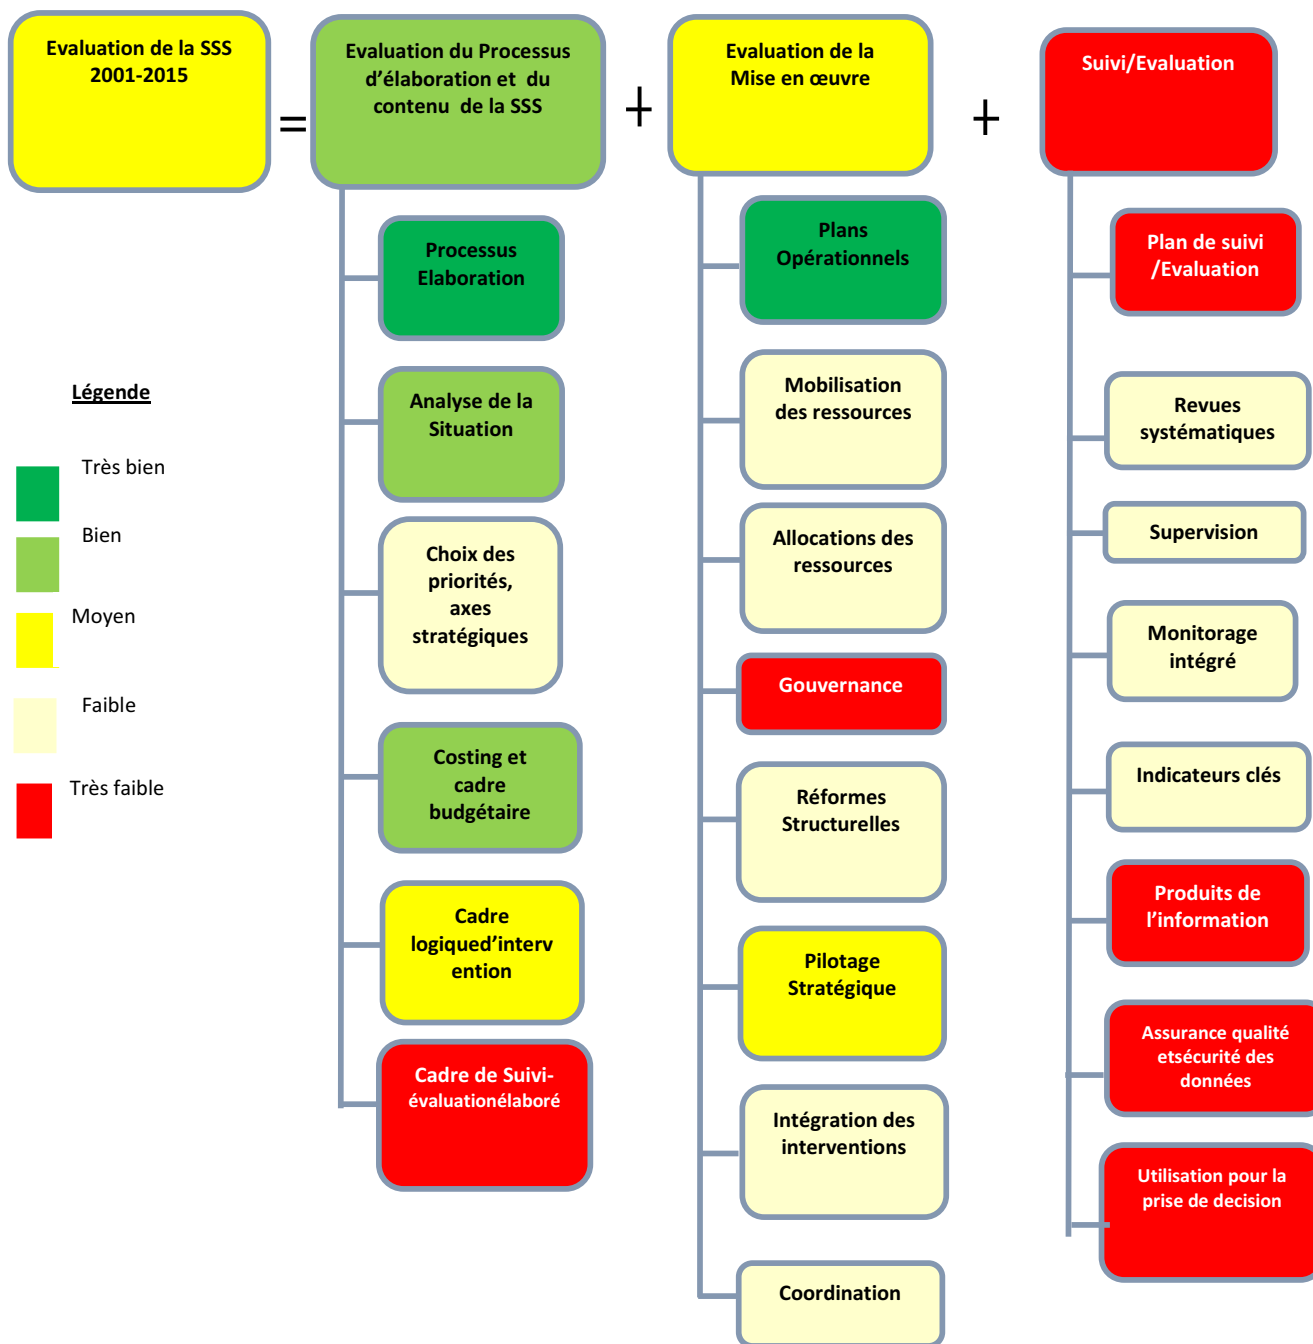 Evaluation de la SSS
2001-2015
=
Evaluation du Processus
d'élaboration et du
contenu de la SSS
+
Evaluation de la
Mise en œuvre
+
Suivi/Evaluation
Processus
Elaboration
Analyse de la
Situation
Choix des
priorités,
axes
stratégiques
Costing et
cadre
budgétaire
Cadre
logiqued'interv
ention
Cadre de Suivi-
évaluationélaboré
Plans
Opérationnels
Mobilisation
des ressources
Allocations des
ressources
Gouvernance
Réformes
Structurelles
Pilotage
Stratégique
Intégration des
interventions
Coordination
Plan de suivi
/Evaluation
Revues
systématiques
Supervision
Monitorage
intégré
Indicateurs clés
Produits de
l'information
Assurance qualité
etsécurité des
données
Utilisation pour la
prise de decision
Légende
Très bien
Bien
Moyen
Faible
Très faible